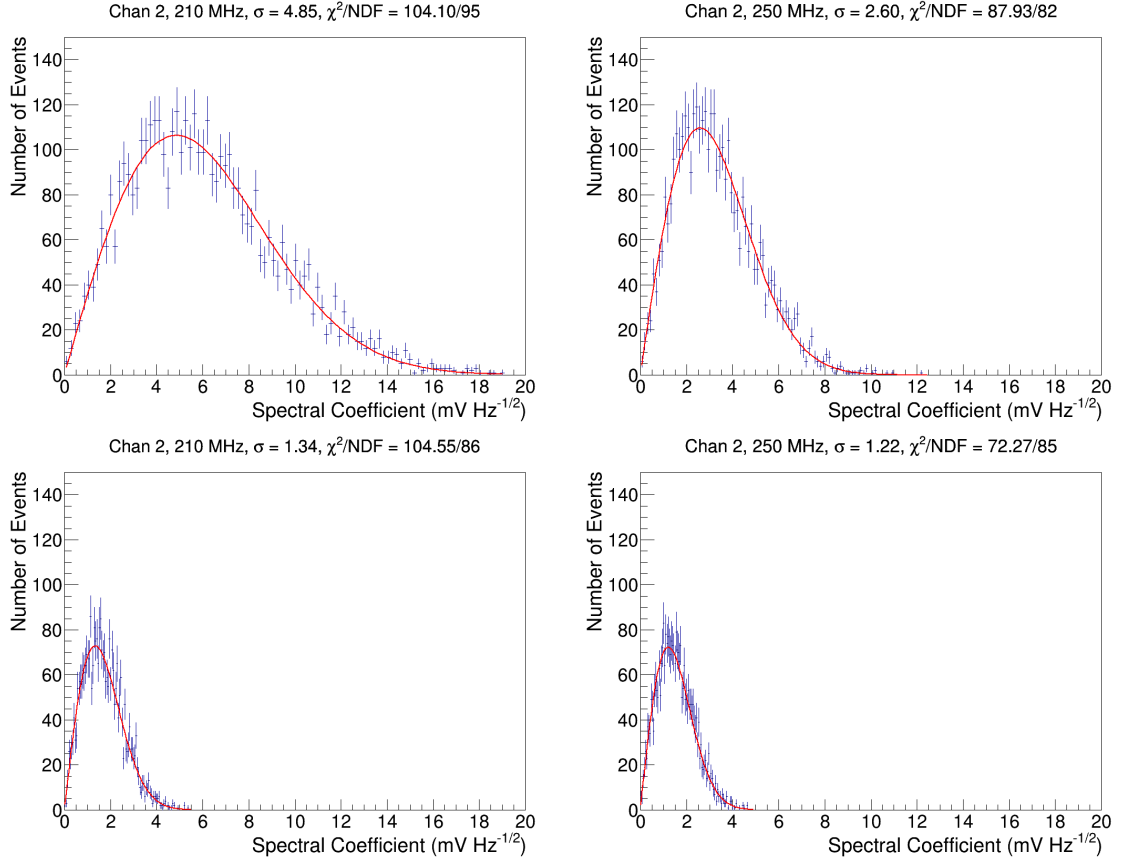 Chan 2, 210 MHz, σ = 4.85, χ²/NDF = 104.10/95
Number of Events
140
120
100
80
60
40
20
0
0 2 4 6 8 10 12 14 16 18 20
Spectral Coefficient (mV Hz^-1/2)
Chan 2, 250 MHz, σ = 2.60, χ²/NDF = 87.93/82
Number of Events
140
120
100
80
60
40
20
0
0 2 4 6 8 10 12 14 16 18 20
Spectral Coefficient (mV Hz^-1/2)
Chan 2, 210 MHz, σ = 1.34, χ²/NDF = 104.55/86
Number of Events
140
120
100
80
60
40
20
0
0 2 4 6 8 10 12 14 16 18 20
Spectral Coefficient (mV Hz^-1/2)
Chan 2, 250 MHz, σ = 1.22, χ²/NDF = 72.27/85
Number of Events
140
120
100
80
60
40
20
0
0 2 4 6 8 10 12 14 16 18 20
Spectral Coefficient (mV Hz^-1/2)